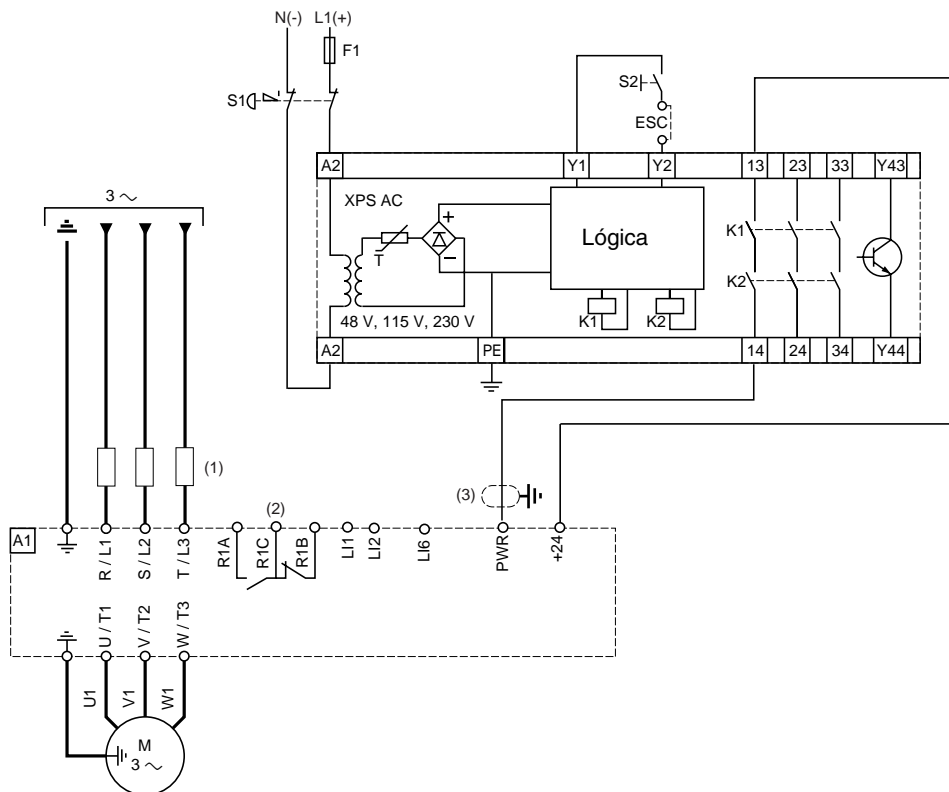 N(-) L1(+)
F1
S1
S2
ESC
A2 Y1 Y2 13 23 33 Y43
3 ~
XPS AC
+
T
−
Lógica
K1
K2
48 V, 115 V, 230 V
K1 K2
A2 PE 14 24 34 Y44
(1)
(3)
(2)
A1
R / L1
S / L2
T / L3
R1A
R1C
R1B
LI1
LI2
LI6
PWR
+24
U / T1
V / T2
W / T3
U1
V1
W1
M
3 ~